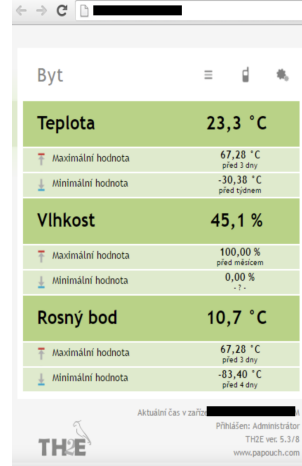 Byt
Teplota 23,3 °C
Maximální hodnota 67,28 °C
před 3 dny
Minimální hodnota -30,38 °C
před týdnem
Vlhkost 45,1 %
Maximální hodnota 100,00 %
před měsícem
Minimální hodnota 0,00 %
- ? -
Rosný bod 10,7 °C
Maximální hodnota 67,28 °C
před 3 dny
Minimální hodnota -83,40 °C
před 4 dny
Aktuální čas v
Přihlášen: Administrátor
TH2E ver. 5.3/8
www.papouch.com
TH2E